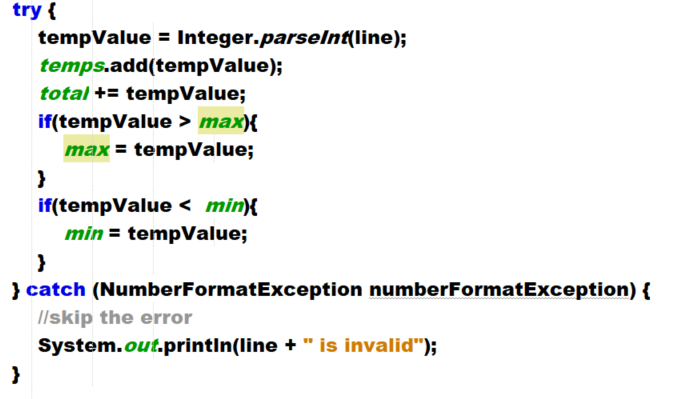 try {
tempValue = Integer.parseInt(line);
temps.add(tempValue);
total += tempValue;
if(tempValue > max){
max = tempValue;
}
if(tempValue <  min){
min = tempValue;
}
} catch (NumberFormatException numberFormatException) {
//skip the error
System.out.println(line + " is invalid");
}